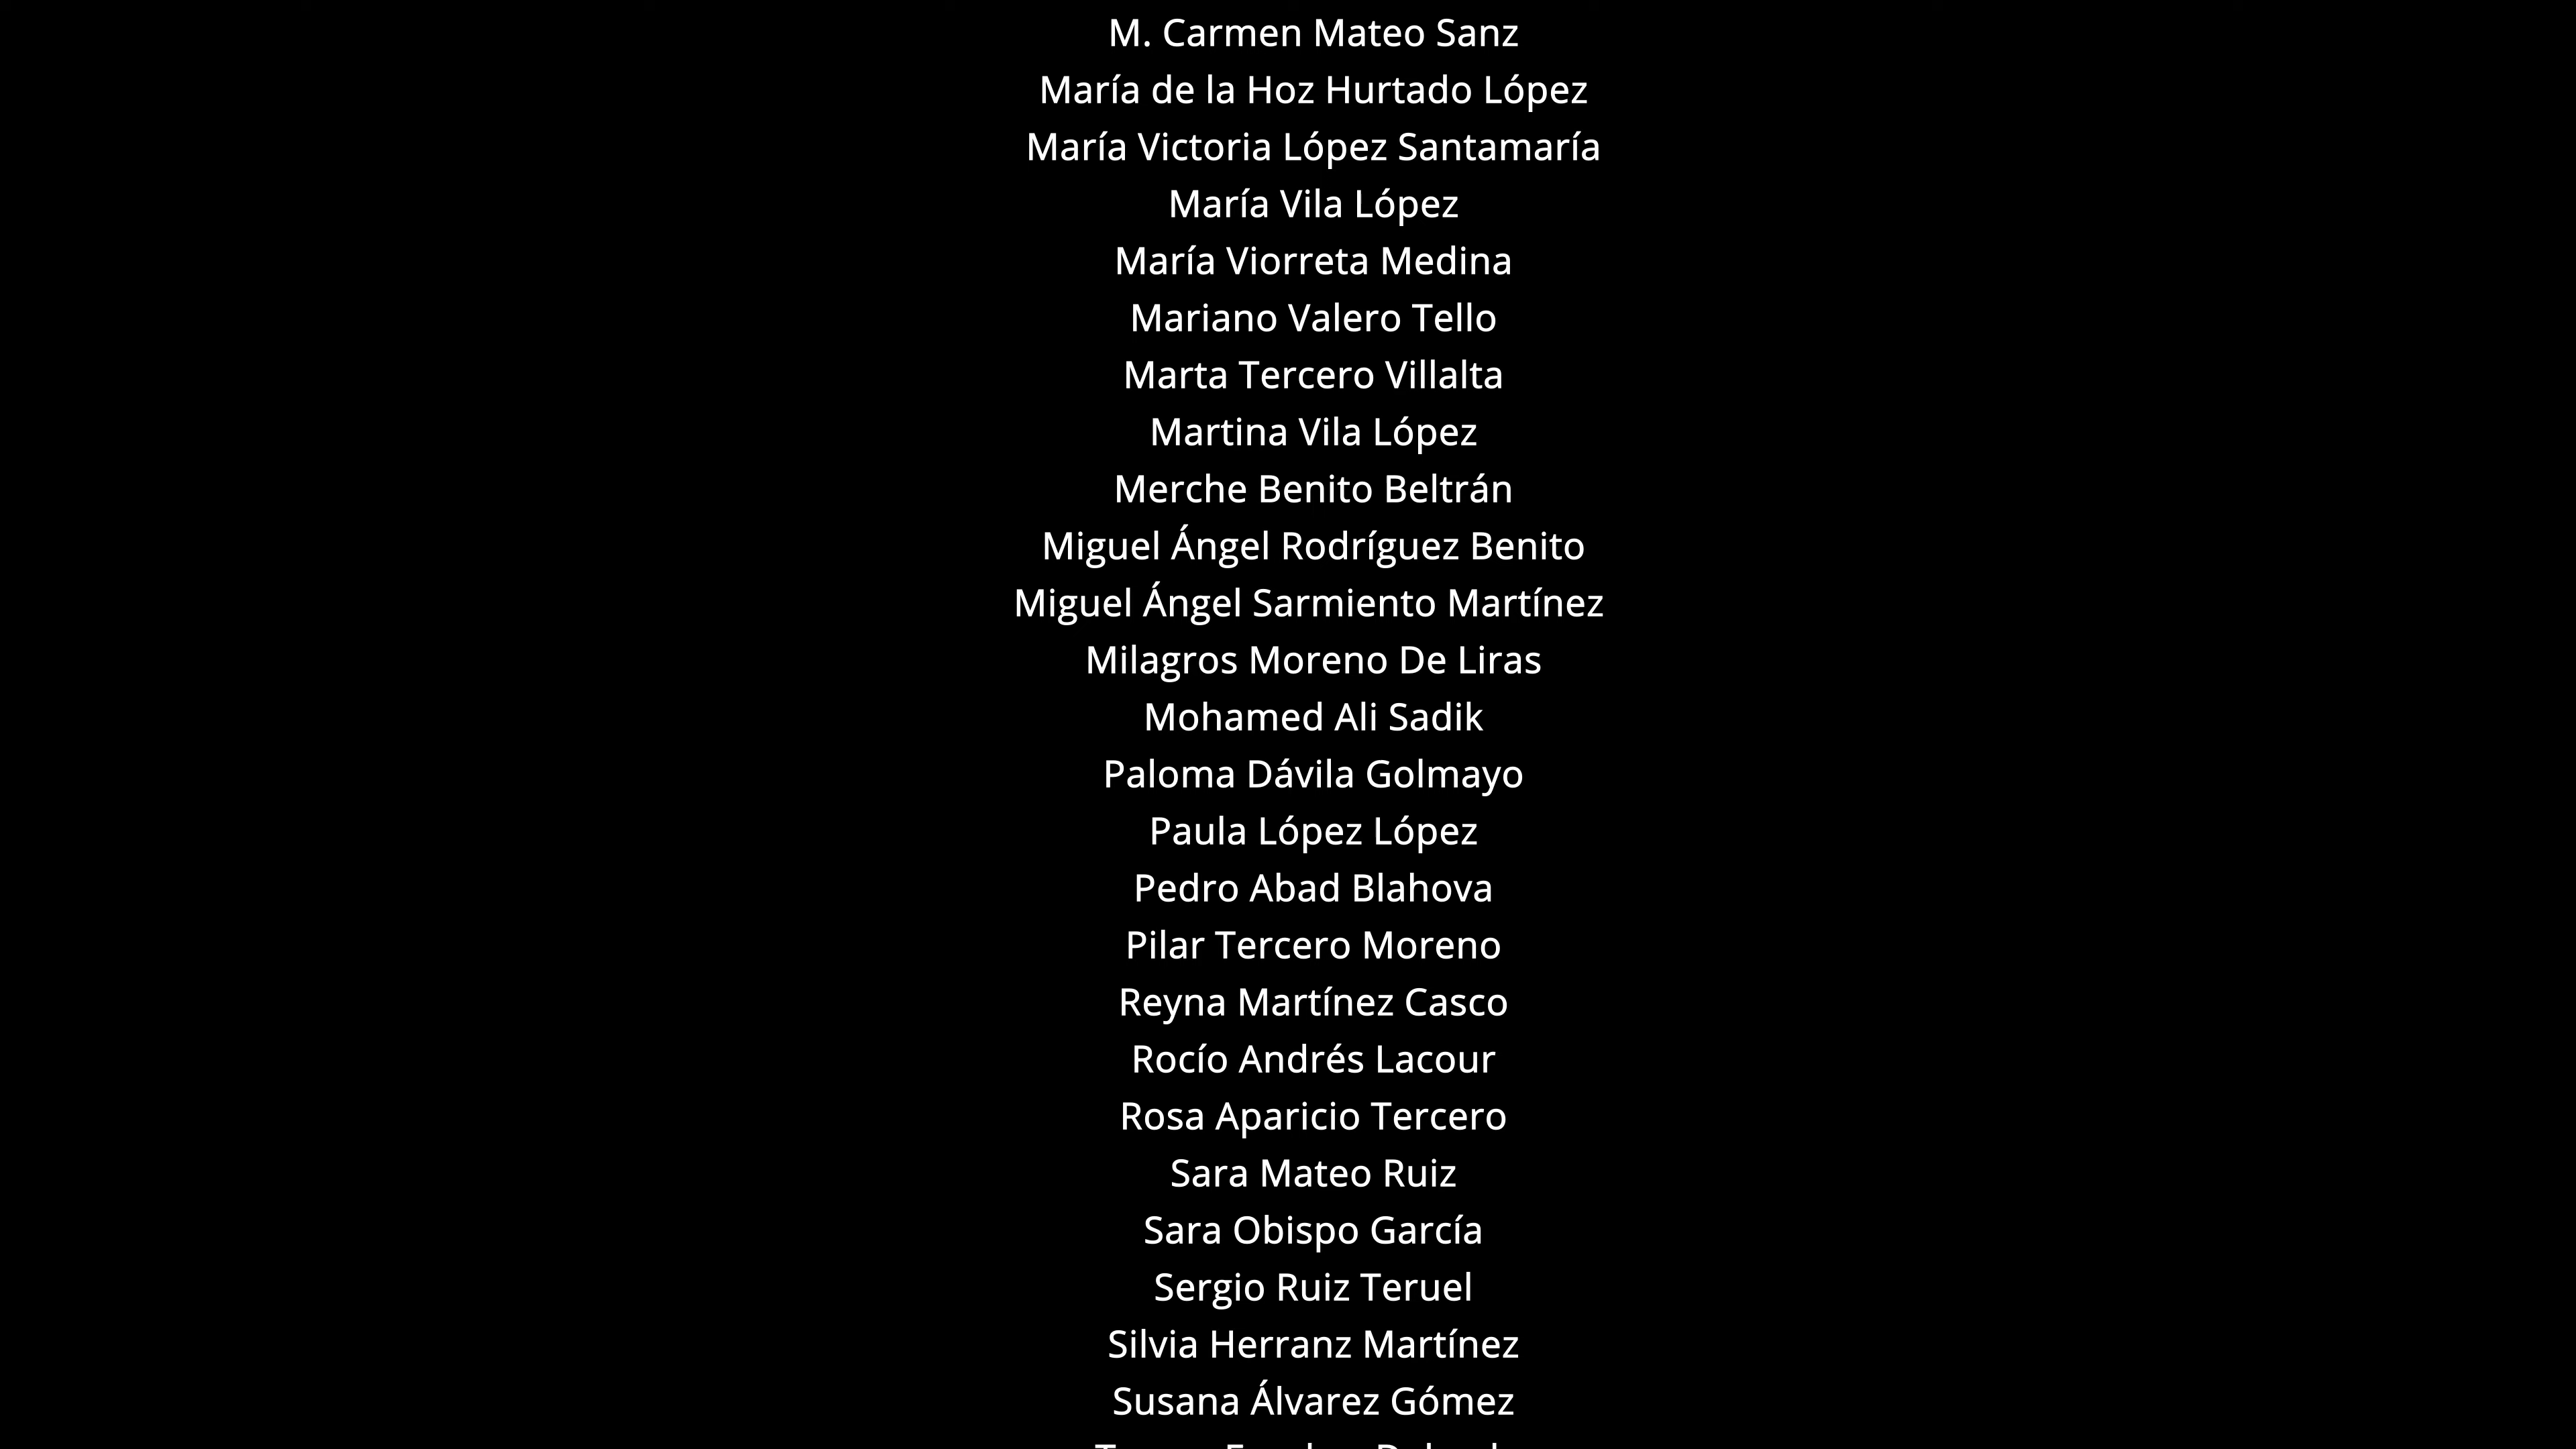 M. Carmen Mateo Sanz
María de la Hoz Hurtado López
María Victoria López Santamaría
María Vila López
María Viorreta Medina
Mariano Valero Tello
Marta Tercero Villalta
Martina Vila López
Merche Benito Beltrán
Miguel Ángel Rodríguez Benito
Miguel Ángel Sarmiento Martínez
Milagros Moreno De Liras
Mohamed Ali Sadik
Paloma Dávila Golmayo
Paula López López
Pedro Abad Blahova
Pilar Tercero Moreno
Reyna Martínez Casco
Rocío Andrés Lacour
Rosa Aparicio Tercero
Sara Mateo Ruiz
Sara Obispo García
Sergio Ruiz Teruel
Silvia Herranz Martínez
Susana Álvarez Gómez